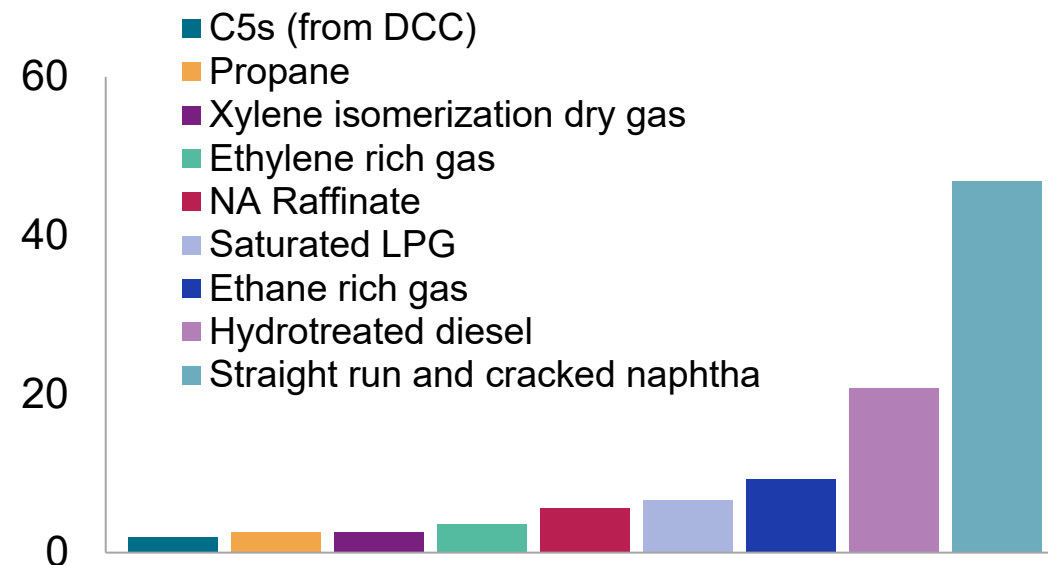 C5s (from DCC)
60
Propane
Xylene isomerization dry gas
Ethylene rich gas
NA Raffinate
40
Saturated LPG
Ethane rich gas
Hydrotreated diesel
Straight run and cracked naphtha
20
0